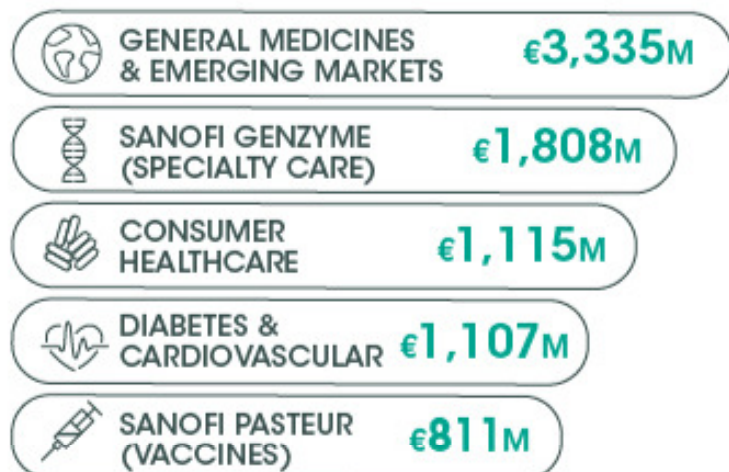 GENERAL MEDICINES
& EMERGING MARKETS
€3,335M
SANOFI GENZYME
(SPECIALTY CARE)
€1,808M
CONSUMER
HEALTHCARE
€1,115M
DIABETES &
CARDIOVASCULAR
€1,107M
SANOFI PASTEUR
(VACCINES)
€811M